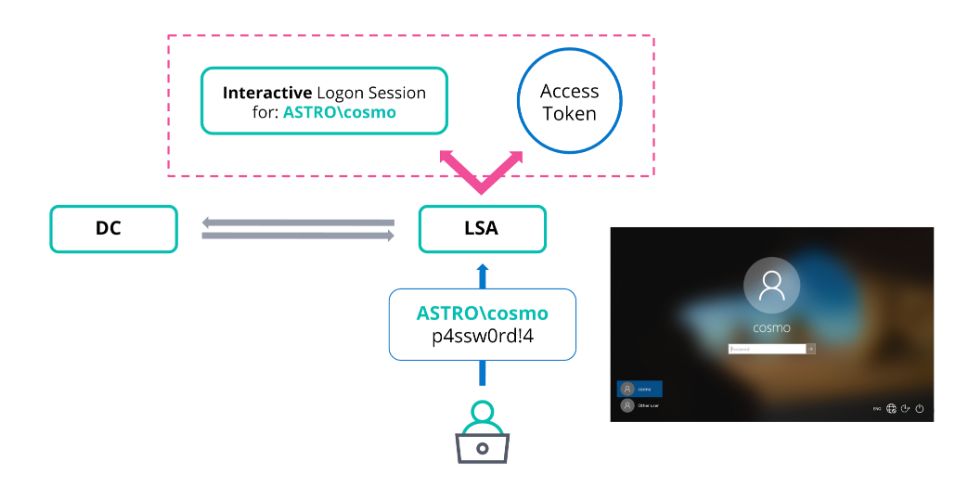 Interactive Logon Session
for: ASTRO\cosmo
Access
Token
DC
LSA
ASTRO\cosmo
p4ssw0rd!4
cosmo
Password
cosmo
Other user
ENG